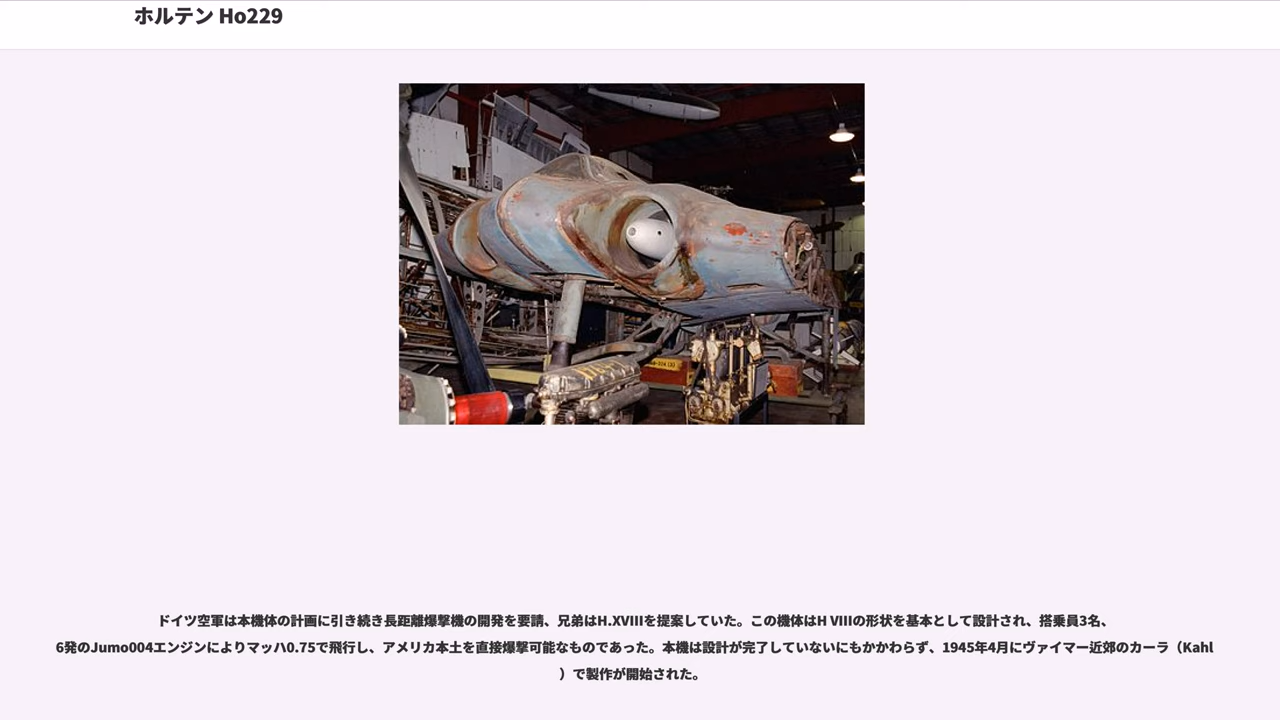 ホルテン Ho229
ドイツ空軍は本機体の計画に引き続き長距離爆撃機の開発を要請、兄弟はH.XVIIIを提案していた。この機体はH VIIIの形状を基本として設計され、搭乗員3名、
6発のJumo004エンジンによりマッハ0.75で飛行し、アメリカ本土を直接爆撃可能なものであった。本機は設計が完了していないにもかかわらず、1945年4月にヴァイマー近郊のカーラ（Kahl
）で製作が開始された。